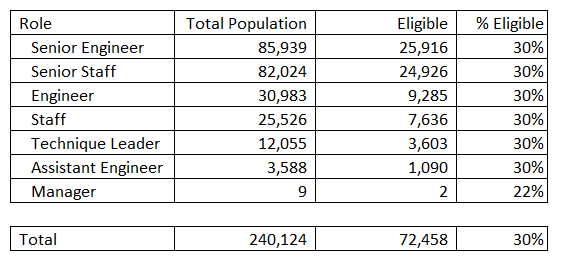 Role Total Population Eligible % Eligible
Senior Engineer 85,939 25,916 30%
Senior Staff 82,024 24,926 30%
Engineer 30,983 9,285 30%
Staff 25,526 7,636 30%
Technique Leader 12,055 3,603 30%
Assistant Engineer 3,588 1,090 30%
Manager 9 2 22%
Total 240,124 72,458 30%